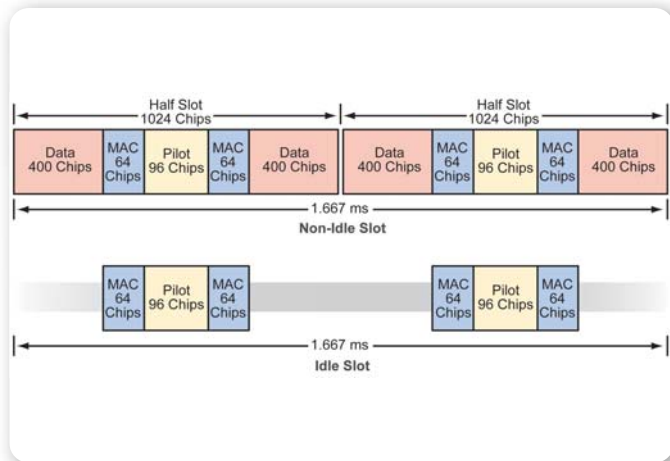 Half Slot
1024 Chips
Half Slot
1024 Chips
Data
400 Chips
MAC
64
Chips
Pilot
96 Chips
MAC
64
Chips
Data
400 Chips
Data
400 Chips
MAC
64
Chips
Pilot
96 Chips
MAC
64
Chips
Data
400 Chips
1.667 ms
Non-Idle Slot
MAC
64
Chips
Pilot
96 Chips
MAC
64
Chips
MAC
64
Chips
Pilot
96 Chips
MAC
64
Chips
1.667 ms
Idle Slot